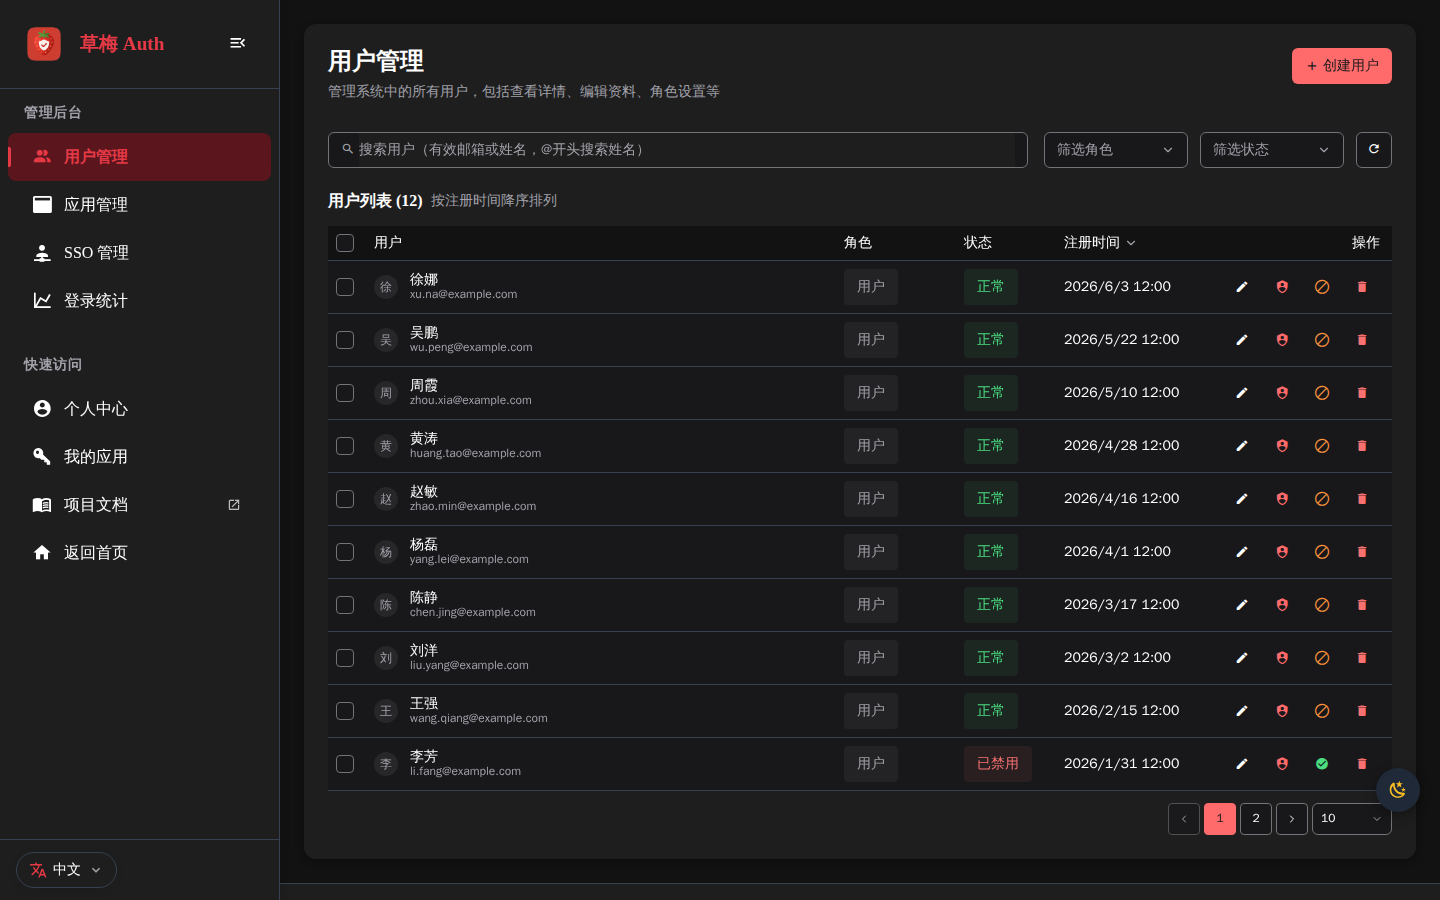 草梅 Auth
管理后台
用户管理
应用管理
SSO 管理
登录统计
快速访问
个人中心
我的应用
项目文档
返回首页
中文
用户管理
管理系统中的所有用户，包括查看详情、编辑资料、角色设置等
+ 创建用户
搜索用户（有效邮箱或姓名，@开头搜索姓名）
筛选角色
筛选状态
用户列表 (12) 按注册时间降序排列
用户 角色 状态 注册时间 操作
徐 徐娜 用户 正常 2026/6/3 12:00
xu.na@example.com
吴 吴鹏 用户 正常 2026/5/22 12:00
wu.peng@example.com
周 周霞 用户 正常 2026/5/10 12:00
zhou.xia@example.com
黄 黄涛 用户 正常 2026/4/28 12:00
huang.tao@example.com
赵 赵敏 用户 正常 2026/4/16 12:00
zhao.min@example.com
杨 杨磊 用户 正常 2026/4/1 12:00
yang.lei@example.com
陈 陈静 用户 正常 2026/3/17 12:00
chen.jing@example.com
刘 刘洋 用户 正常 2026/3/2 12:00
liu.yang@example.com
王 王强 用户 正常 2026/2/15 12:00
wang.qiang@example.com
李 李芳 用户 已禁用 2026/1/31 12:00
li.fang@example.com
1 2 10